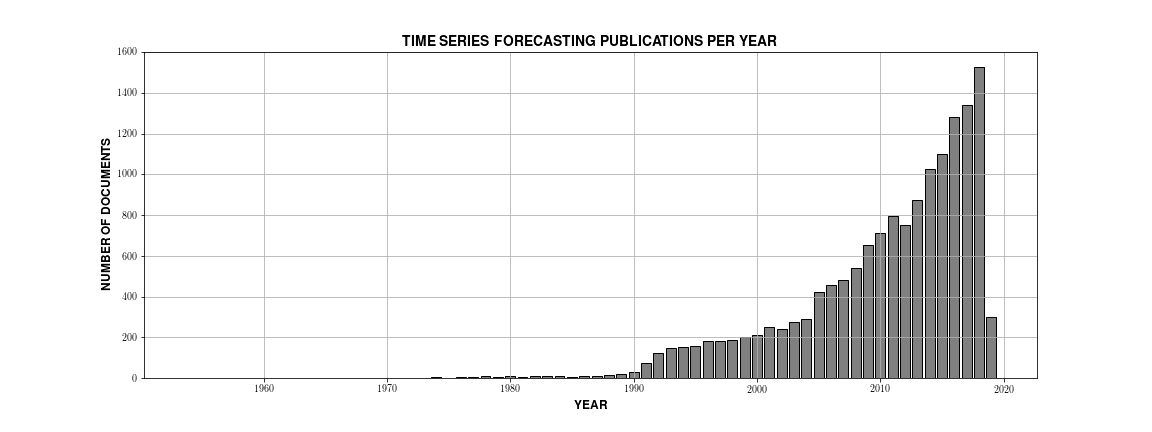 TIME SERIES FORECASTING PUBLICATIONS PER YEAR
1600
1400
1200
1000
800
600
400
200
0
NUMBER OF DOCUMENTS
1960 1970 1980 1990 2000 2010 2020
YEAR